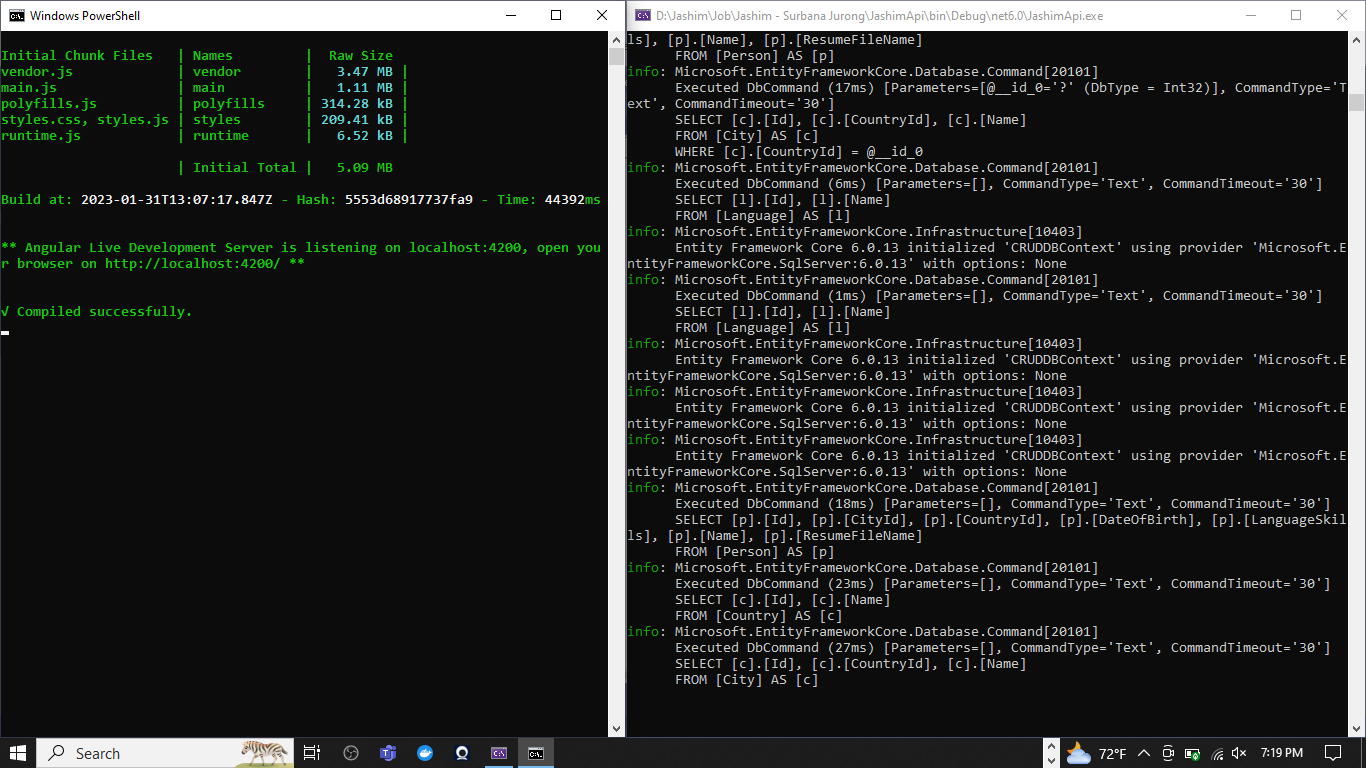 Windows PowerShell
Initial Chunk Files | Names | Raw Size
vendor.js | vendor | 3.47 MB |
main.js | main | 1.11 MB |
polyfills.js | polyfills | 314.28 kB |
styles.css, styles.js | styles | 209.41 kB |
runtime.js | runtime | 6.52 kB |
| Initial Total | 5.09 MB
Build at: 2023-01-31T13:07:17.847Z - Hash: 5553d68917737fa9 - Time: 44392ms
** Angular Live Development Server is listening on localhost:4200, open you
r browser on http://localhost:4200/ **
√ Compiled successfully.
D:\Jashim\Job\Jashim - Surbana Jurong\JashimApi\bin\Debug\net6.0\JashimApi.exe
ls], [p].[Name], [p].[ResumeFileName]
FROM [Person] AS [p]
info: Microsoft.EntityFrameworkCore.Database.Command[20101]
Executed DbCommand (17ms) [Parameters=[@__id_0='?' (DbType = Int32)], CommandType='T
ext', CommandTimeout='30']
SELECT [c].[Id], [c].[CountryId], [c].[Name]
FROM [City] AS [c]
WHERE [c].[CountryId] = @__id_0
info: Microsoft.EntityFrameworkCore.Database.Command[20101]
Executed DbCommand (6ms) [Parameters=[], CommandType='Text', CommandTimeout='30']
SELECT [l].[Id], [l].[Name]
FROM [Language] AS [l]
info: Microsoft.EntityFrameworkCore.Infrastructure[10403]
Entity Framework Core 6.0.13 initialized 'CRUDDBContext' using provider 'Microsoft.E
ntityFrameworkCore.SqlServer:6.0.13' with options: None
info: Microsoft.EntityFrameworkCore.Database.Command[20101]
Executed DbCommand (1ms) [Parameters=[], CommandType='Text', CommandTimeout='30']
SELECT [l].[Id], [l].[Name]
FROM [Language] AS [l]
info: Microsoft.EntityFrameworkCore.Infrastructure[10403]
Entity Framework Core 6.0.13 initialized 'CRUDDBContext' using provider 'Microsoft.E
ntityFrameworkCore.SqlServer:6.0.13' with options: None
info: Microsoft.EntityFrameworkCore.Infrastructure[10403]
Entity Framework Core 6.0.13 initialized 'CRUDDBContext' using provider 'Microsoft.E
ntityFrameworkCore.SqlServer:6.0.13' with options: None
info: Microsoft.EntityFrameworkCore.Infrastructure[10403]
Entity Framework Core 6.0.13 initialized 'CRUDDBContext' using provider 'Microsoft.E
ntityFrameworkCore.SqlServer:6.0.13' with options: None
info: Microsoft.EntityFrameworkCore.Database.Command[20101]
Executed DbCommand (18ms) [Parameters=[], CommandType='Text', CommandTimeout='30']
SELECT [p].[Id], [p].[CityId], [p].[CountryId], [p].[DateOfBirth], [p].[LanguageSkil
ls], [p].[Name], [p].[ResumeFileName]
FROM [Person] AS [p]
info: Microsoft.EntityFrameworkCore.Database.Command[20101]
Executed DbCommand (23ms) [Parameters=[], CommandType='Text', CommandTimeout='30']
SELECT [c].[Id], [c].[Name]
FROM [Country] AS [c]
info: Microsoft.EntityFrameworkCore.Database.Command[20101]
Executed DbCommand (27ms) [Parameters=[], CommandType='Text', CommandTimeout='30']
SELECT [c].[Id], [c].[CountryId], [c].[Name]
FROM [City] AS [c]
Search
72°F
7:19 PM